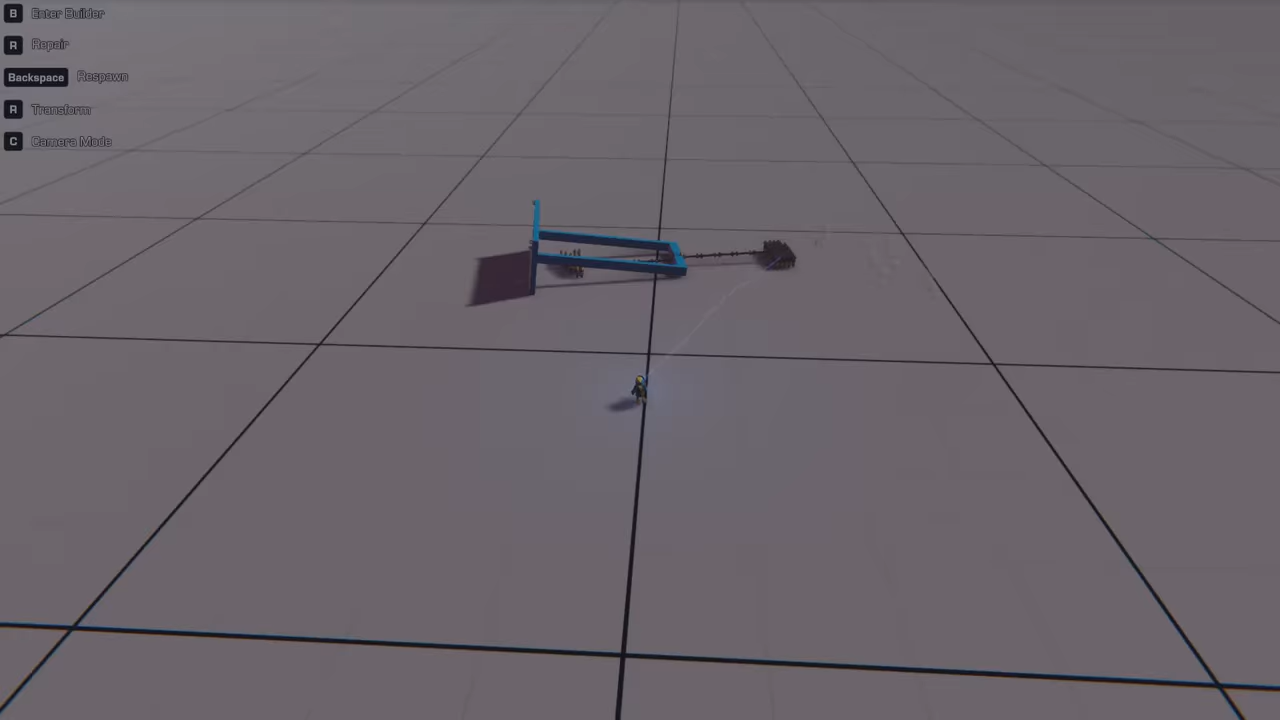 B Enter Builder
R Repair
Backspace Respawn
R Transform
C Camera Mode